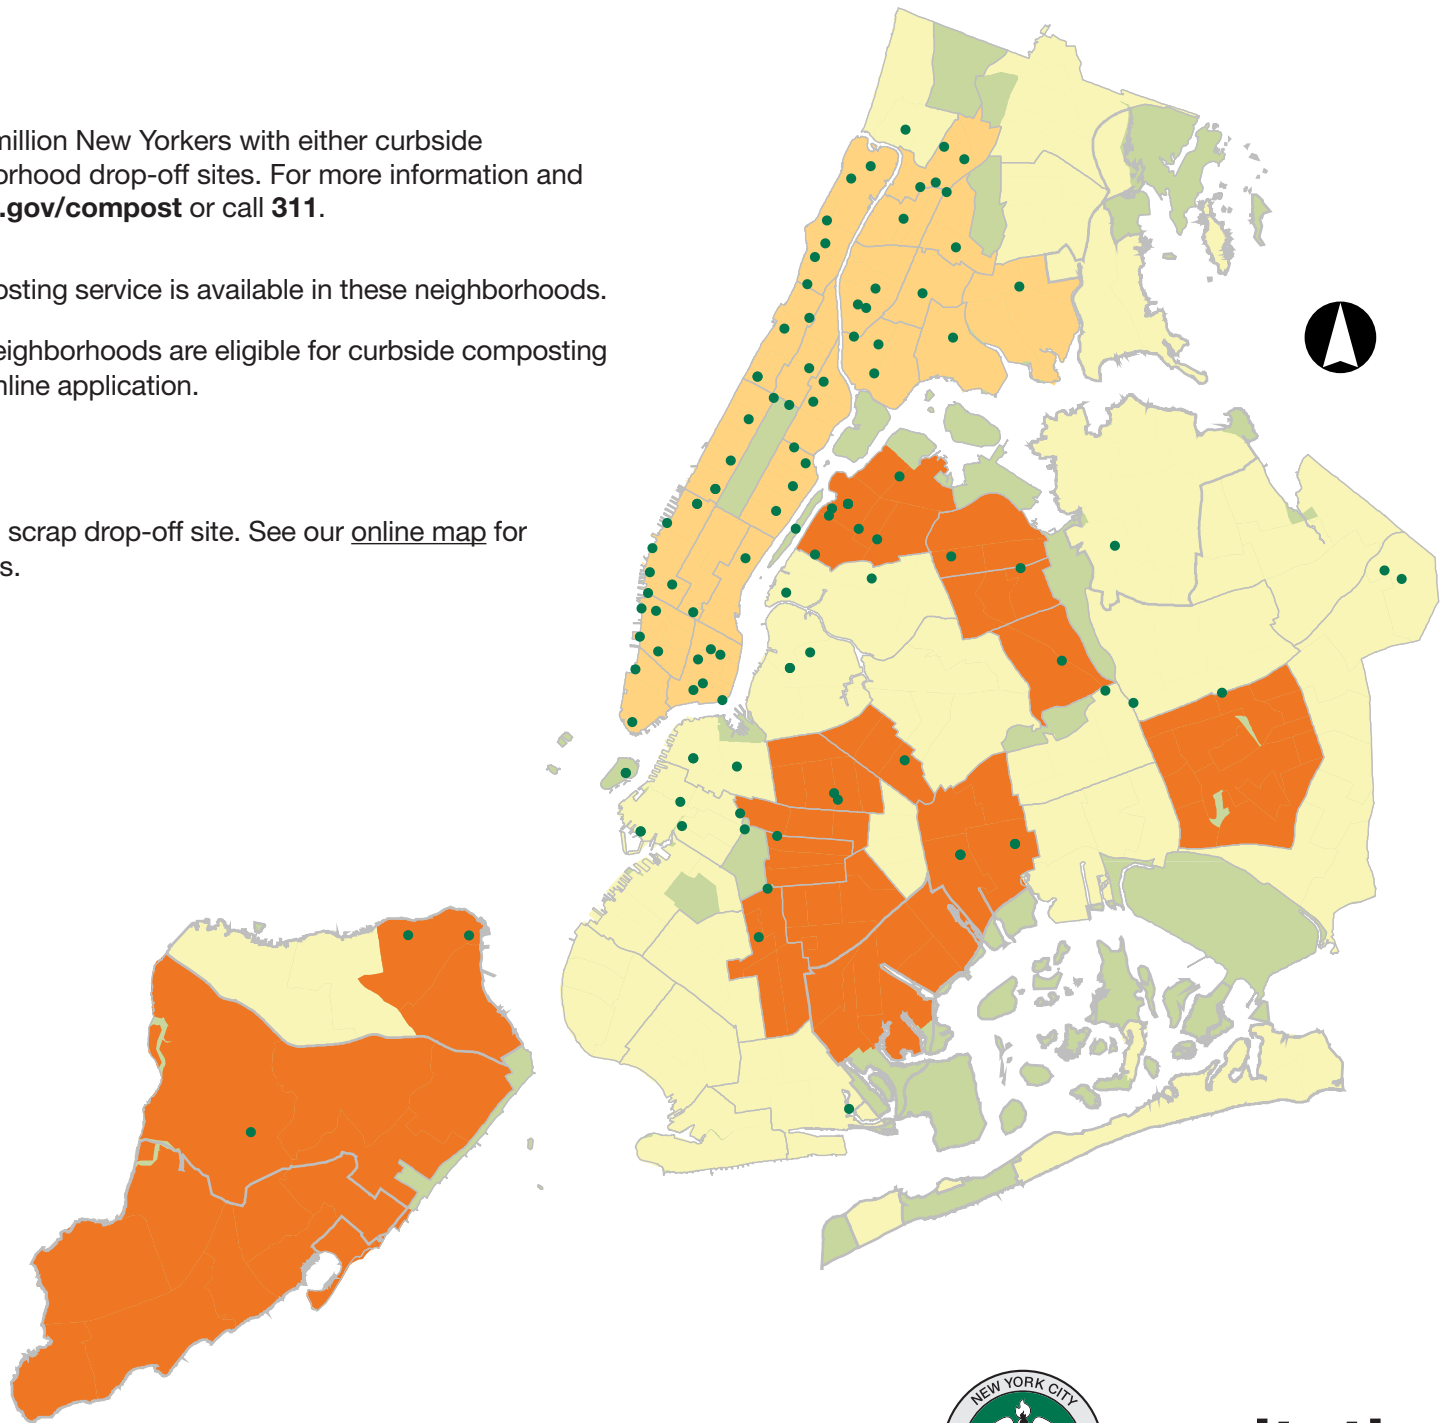 million New Yorkers with either curbside
orhood drop-off sites. For more information and
.gov/compost or call 311.
osting service is available in these neighborhoods.
eighborhoods are eligible for curbside composting
nline application.
scrap drop-off site. See our online map for
s.
NEW YORK CITY